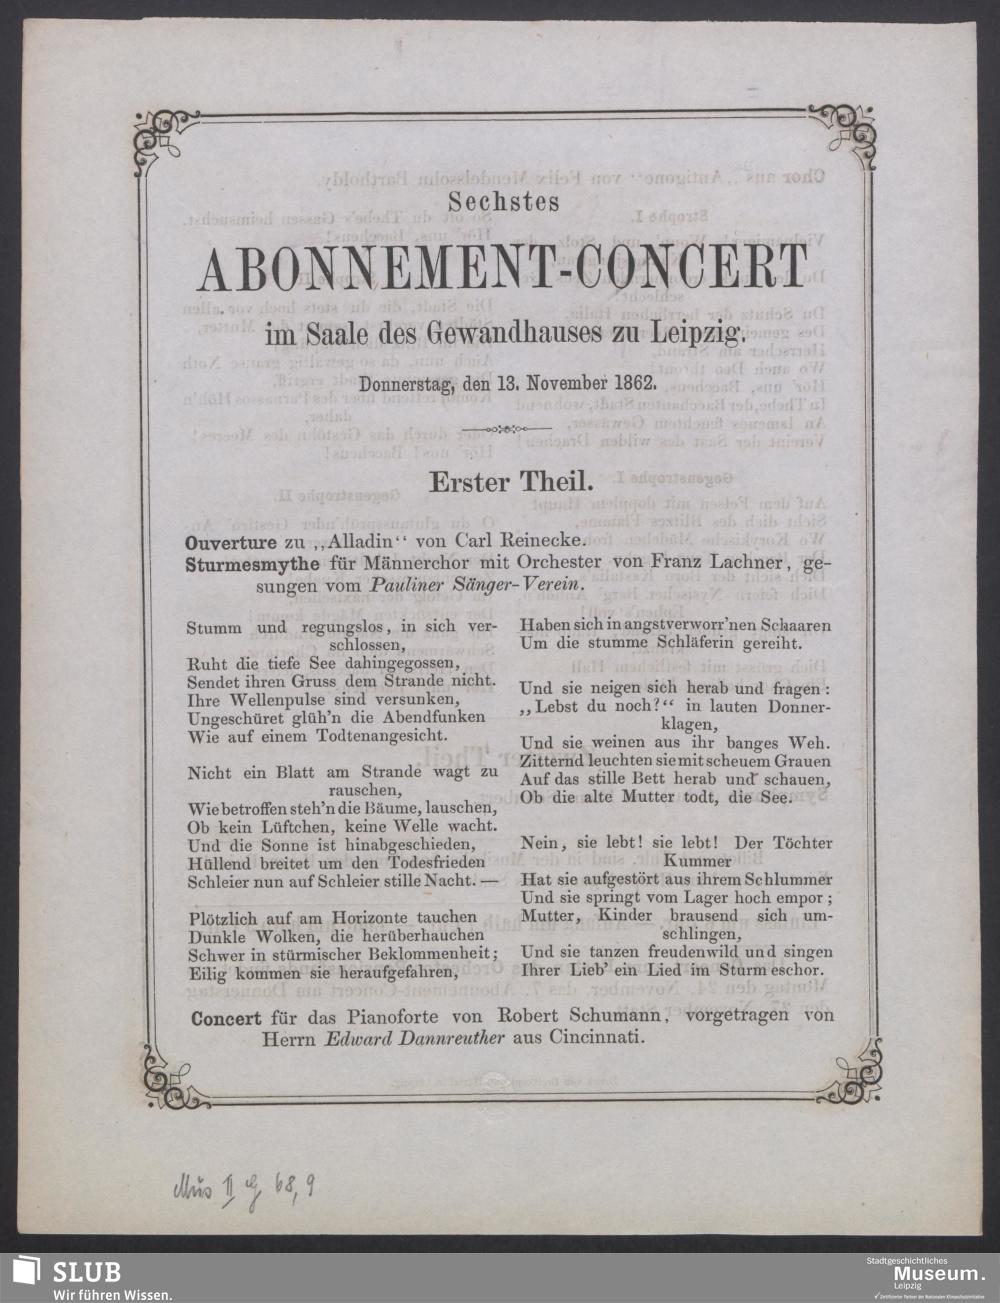 Sechstes
ABONNEMENT-CONCERT
im Saale des Gewandhauses zu Leipzig.
Donnerstag, den 13. November 1862.
Erster Theil.
Ouverture zu ,,Alladin“ von Carl Reinecke.
Sturmesmythe für Männerchor mit Orchester von Franz Lachner, ge-
sungen vom Pauliner Sänger-Verein.
Stumm und regungslos, in sich ver-
schlossen,
Ruht die tiefe See dahingegossen,
Sendet ihren Gruss dem Strande nicht.
Ihre Wellenpulse sind versunken,
Ungeschüret glüh'n die Abendfunken
Wie auf einem Todtenangesicht.
Nicht ein Blatt am Strande wagt zu
rauschen,
Wie betroffen steh'n die Bäume, lauschen,
Ob kein Lüftchen, keine Welle wacht.
Und die Sonne ist hinabgeschieden,
Hüllend breitet um den Todesfrieden
Schleier nun auf Schleier stille Nacht. —
Plötzlich auf am Horizonte tauchen
Dunkle Wolken, die herüberhauchen
Schwer in stürmischer Beklommenheit;
Eilig kommen sie heraufgefahren,
Haben sich in angstverworr'nen Schaaren
Um die stumme Schläferin gereiht.
Und sie neigen sich herab und fragen:
,,Lebst du noch?“ in lauten Donner-
klagen,
Und sie weinen aus ihr banges Weh.
Zitternd leuchten sie mit scheuem Grauen
Auf das stille Bett herab und schauen,
Ob die alte Mutter todt, die See.
Nein, sie lebt! sie lebt! Der Töchter
Kummer
Hat sie aufgestört aus ihrem Schlummer
Und sie springt vom Lager hoch empor;
Mutter, Kinder brausend sich um-
schlingen,
Und sie tanzen freudenwild und singen
Ihrer Lieb' ein Lied im Sturmeschor.
Concert für das Pianoforte von Robert Schumann, vorgetragen von
Herrn Edward Dannreuther aus Cincinnati.
Mus II G 68,9
SLUB
Wir führen Wissen.
Stadtgeschichtliches
Museum.
Leipzig
Zertifizierter Partner der Nationalen Klimaschutzinitiative